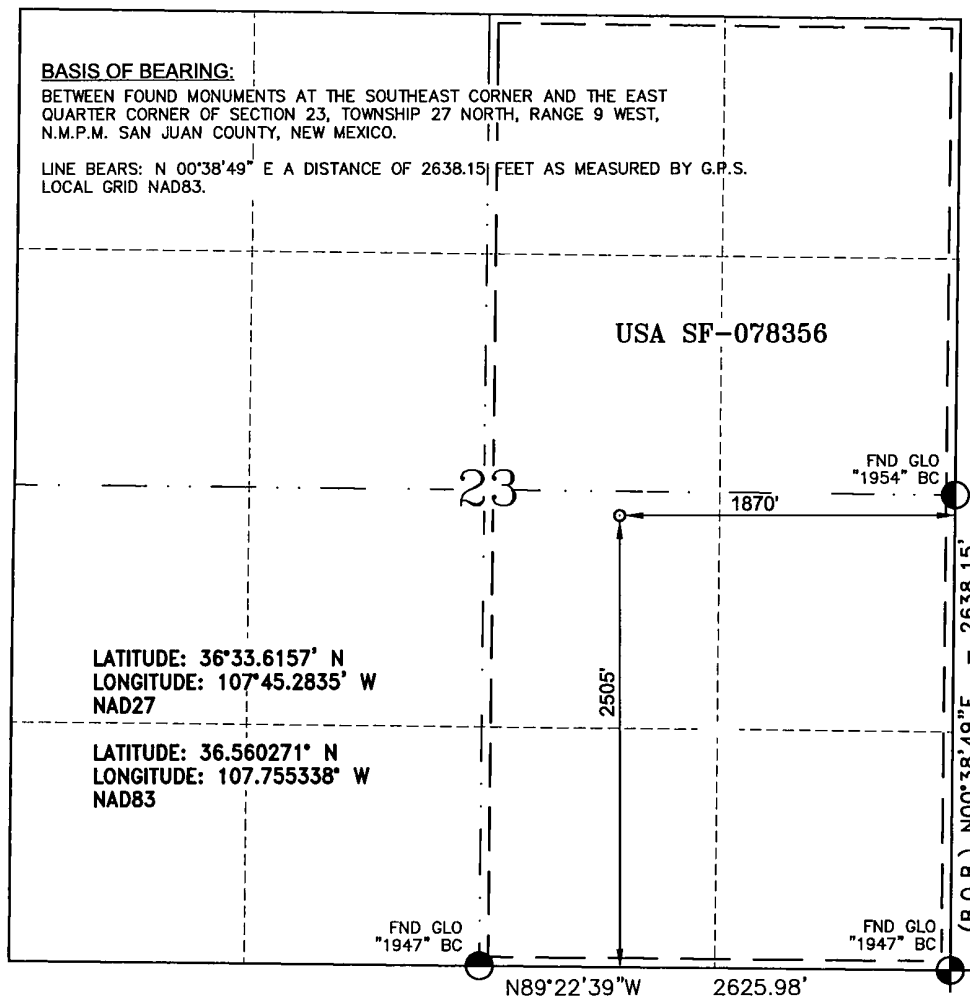 BASIS OF BEARING:
BETWEEN FOUND MONUMENTS AT THE SOUTHEAST CORNER AND THE EAST
QUARTER CORNER OF SECTION 23, TOWNSHIP 27 NORTH, RANGE 9 WEST,
N.M.P.M. SAN JUAN COUNTY, NEW MEXICO.
LINE BEARS: N 00°38'49" E A DISTANCE OF 2638.15 FEET AS MEASURED BY G.P.S.
LOCAL GRID NAD83.
USA SF-078356
FND GLO
"1954" BC
23
1870'
2505'
(B.O.B.) N00°38'49"E - 2638.15'
LATITUDE: 36°33.6157' N
LONGITUDE: 107°45.2835' W
NAD27
LATITUDE: 36.560271° N
LONGITUDE: 107.755338° W
NAD83
FND GLO
"1947" BC
FND GLO
"1947" BC
N89°22'39"W 2625.98'